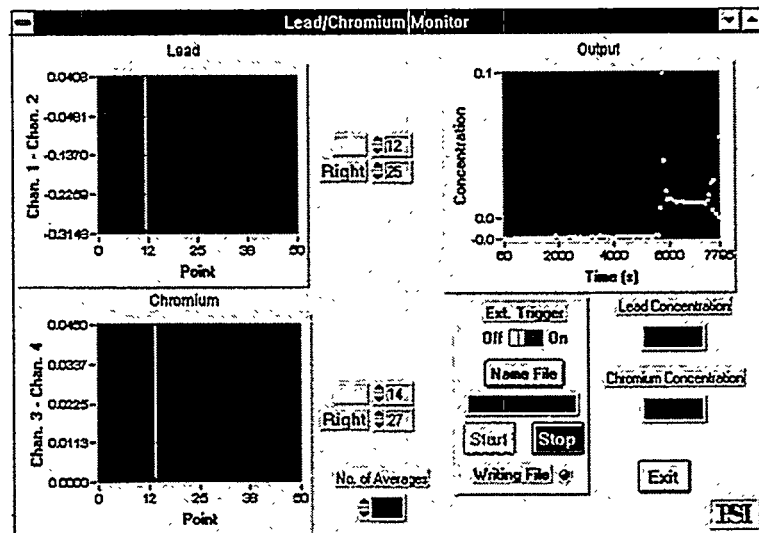 Lead/Chromium Monitor
Lead
Chan. 1 - Chan. 2
0.0408
-0.0481
-0.1370
-0.2259
-0.3148
0 12 25 38 50
Point
12
Right 25
Output
Concentration
0.1
0.0
-0.0
60 2000 4000 6000 7795
Time (s)
Chromium
Chan. 3 - Chan. 4
0.0450
0.0337
0.0225
0.0113
0.0000
0 12 25 38 50
Point
14
Right 27
No. of Averages
Ext. Trigger
Off On
Name File
Start Stop
Writing File
Lead Concentration
Chromium Concentration
Exit
PSI